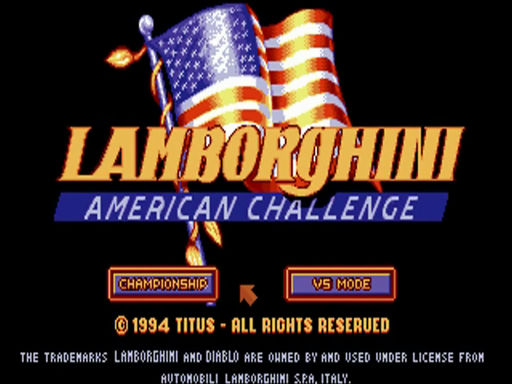 LAMBORGHINI
AMERICAN CHALLENGE
CHAMPIONSHIP VS MODE
© 1994 TITUS - ALL RIGHTS RESERVED
THE TRADEMARKS LAMBORGHINI AND DIABLO ARE OWNED BY AND USED UNDER LICENSE FROM
AUTOMOBILI LAMBORGHINI S.P.A, ITALY.